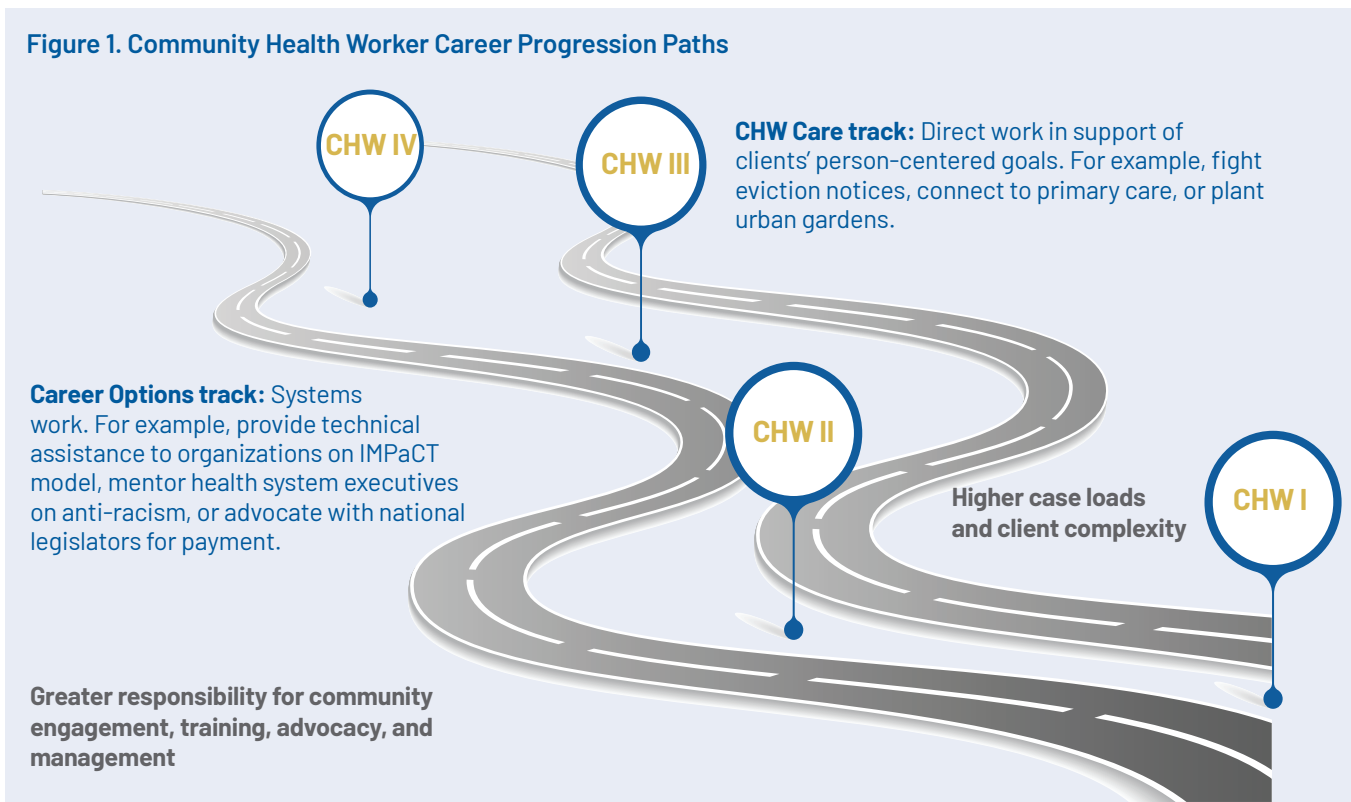 Figure 1. Community Health Worker Career Progression Paths
CHW IV
CHW III
CHW Care track: Direct work in support of
clients’ person-centered goals. For example, fight
eviction notices, connect to primary care, or plant
urban gardens.
Career Options track: Systems
work. For example, provide technical
assistance to organizations on IMPaCT
model, mentor health system executives
on anti-racism, or advocate with national
legislators for payment.
CHW II
Higher case loads
and client complexity
CHW I
Greater responsibility for community
engagement, training, advocacy, and
management